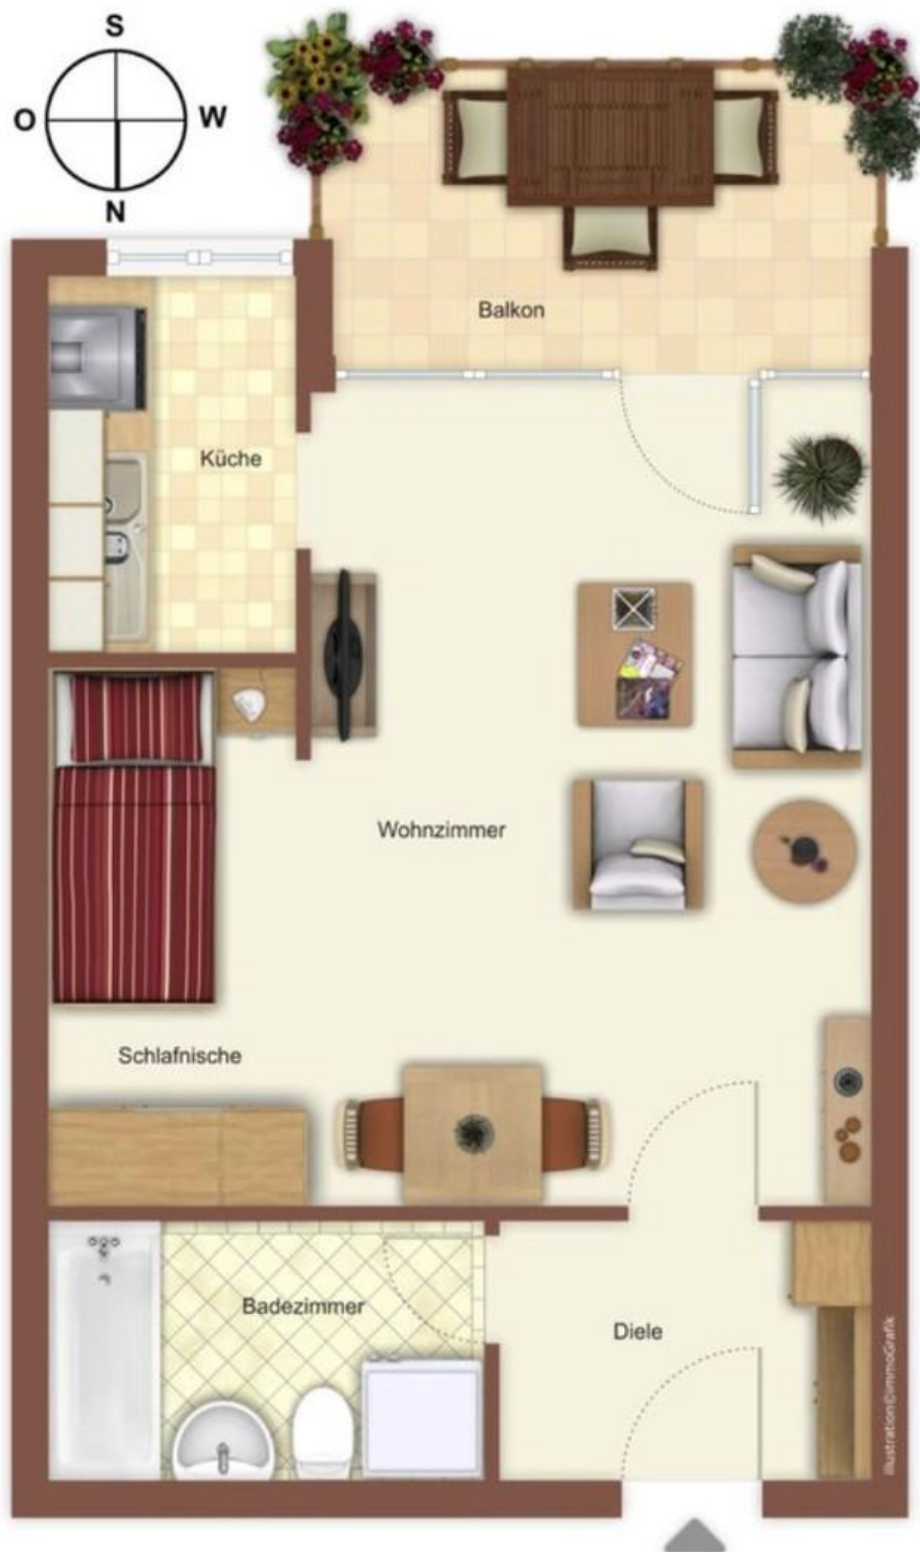 S
O
W
N
Balkon
Küche
Wohnzimmer
Schlafnische
Badezimmer
Diele
Illustration©immoGrafik